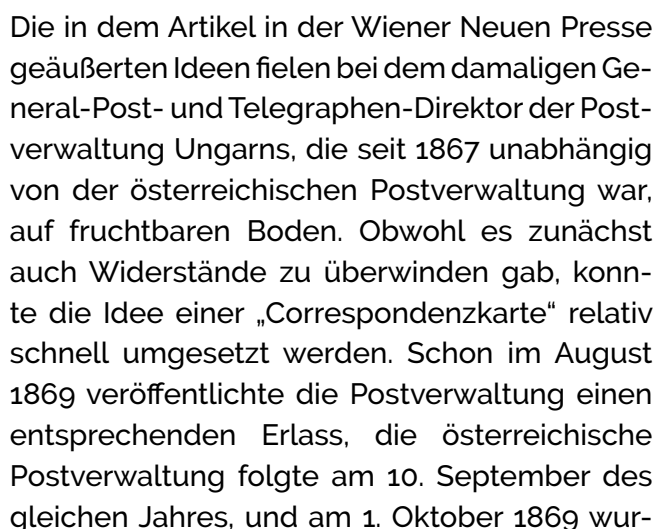 Die in dem Artikel in der Wiener Neuen Presse
geäußerten Ideen fielen bei dem damaligen Ge-
neral-Post- und Telegraphen-Direktor der Post-
verwaltung Ungarns, die seit 1867 unabhängig
von der österreichischen Postverwaltung war,
auf fruchtbaren Boden. Obwohl es zunächst
auch Widerstände zu überwinden gab, konn-
te die Idee einer „Correspondenzkarte“ relativ
schnell umgesetzt werden. Schon im August
1869 veröffentlichte die Postverwaltung einen
entsprechenden Erlass, die österreichische
Postverwaltung folgte am 10. September des
gleichen Jahres, und am 1. Oktober 1869 wur-